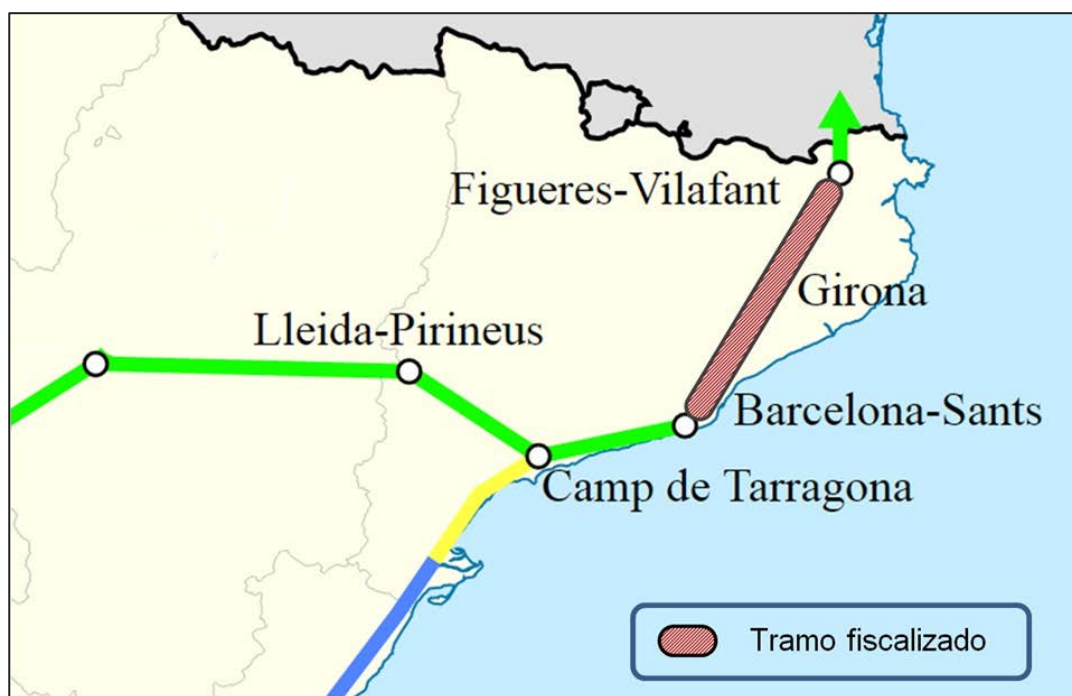 Figueres-Vilafant
Girona
Lleida-Pirineus
Barcelona-Sants
Camp de Tarragona
Tramo fiscalizado